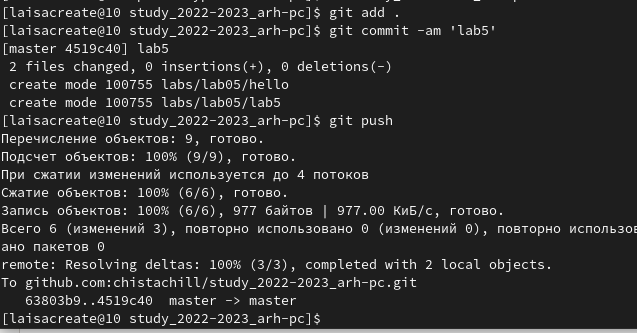 [laisacreate@10 study_2022-2023_arh-pc]$ git add .
[laisacreate@10 study_2022-2023_arh-pc]$ git commit -am 'lab5'
[master 4519c40] lab5
 2 files changed, 0 insertions(+), 0 deletions(-)
 create mode 100755 labs/lab05/hello
 create mode 100755 labs/lab05/lab5
[laisacreate@10 study_2022-2023_arh-pc]$ git push
Перечисление объектов: 9, готово.
Подсчет объектов: 100% (9/9), готово.
При сжатии изменений используется до 4 потоков
Сжатие объектов: 100% (6/6), готово.
Запись объектов: 100% (6/6), 977 байтов | 977.00 КиБ/с, готово.
Всего 6 (изменений 3), повторно использовано 0 (изменений 0), повторно использов
ано пакетов 0
remote: Resolving deltas: 100% (3/3), completed with 2 local objects.
To github.com:chistachill/study_2022-2023_arh-pc.git
   63803b9..4519c40  master -> master
[laisacreate@10 study_2022-2023_arh-pc]$